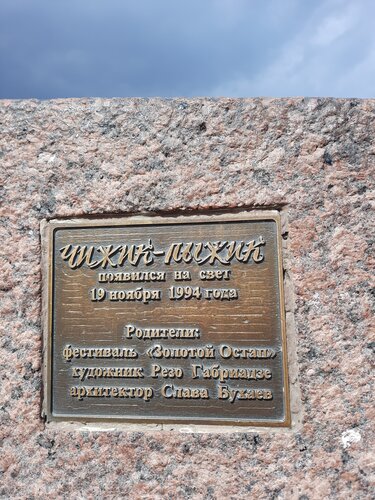 ЧИЖИК-ПЫЖИК
появился на свет
19 ноября 1994 года
Родители:
фестиваль «Золотой Остап»
художник Резо Габриадзе
архитектор Слава Бухаев